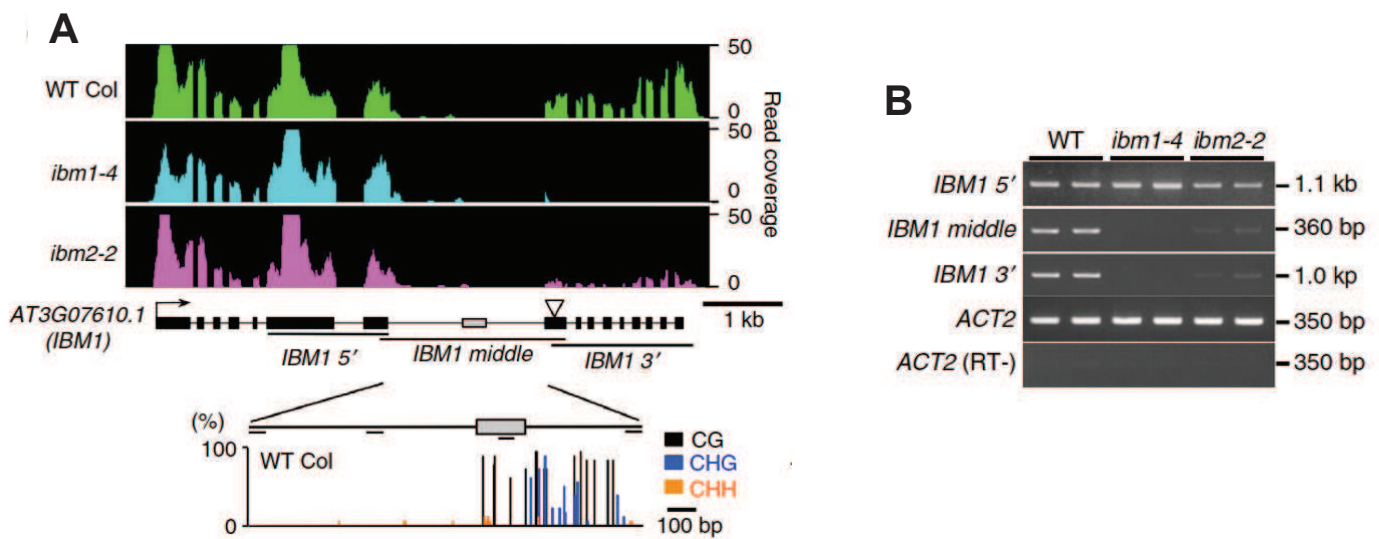 A
WT Col
50
0
ibm1-4
50
0
ibm2-2
50
0
Read coverage
AT3G07610.1
(IBM1)
1 kb
IBM1 5′
IBM1 middle
IBM1 3′
(%)
100
0
WT Col
CG
CHG
CHH
100 bp
B
WT ibm1-4 ibm2-2
IBM1 5′ 1.1 kb
IBM1 middle 360 bp
IBM1 3′ 1.0 kp
ACT2 350 bp
ACT2 (RT-) 350 bp